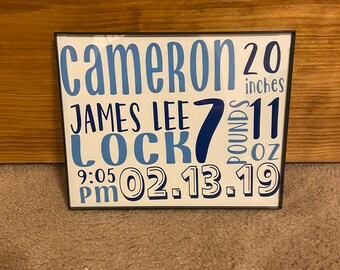 cameron
20
inches
JAMES LEE
LOCK
7
POUNDS
11
OZ
9:05
pm
02.13.19